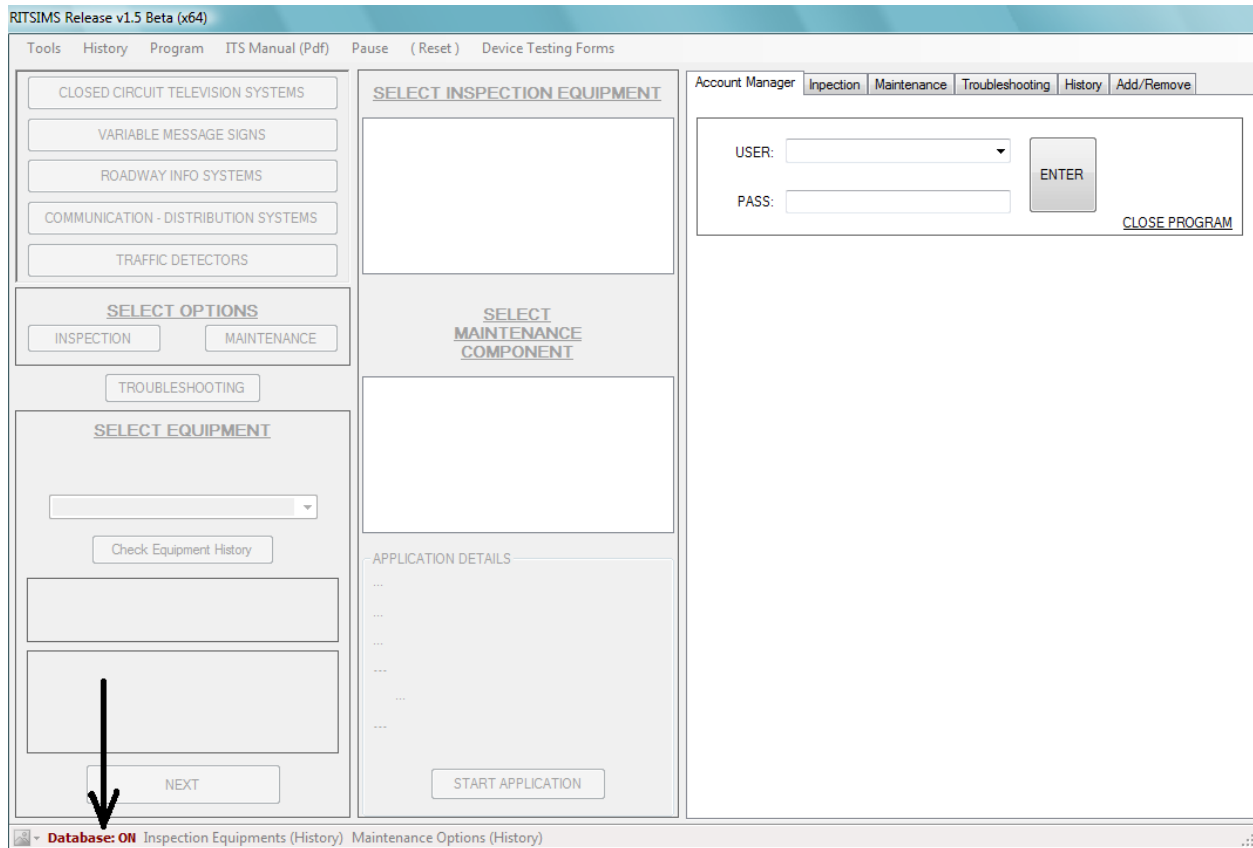 RITSIMS Release v1.5 Beta (x64)
Tools History Program ITS Manual (Pdf) Pause ( Reset ) Device Testing Forms
CLOSED CIRCUIT TELEVISION SYSTEMS
VARIABLE MESSAGE SIGNS
ROADWAY INFO SYSTEMS
COMMUNICATION - DISTRIBUTION SYSTEMS
TRAFFIC DETECTORS
SELECT OPTIONS
INSPECTION MAINTENANCE
TROUBLESHOOTING
SELECT EQUIPMENT
Check Equipment History
NEXT
SELECT INSPECTION EQUIPMENT
SELECT
MAINTENANCE
COMPONENT
APPLICATION DETAILS
...
...
...
---
...
---
START APPLICATION
Account Manager Inpection Maintenance Troubleshooting History Add/Remove
USER:
ENTER
PASS:
CLOSE PROGRAM
Database: ON Inspection Equipments (History) Maintenance Options (History)